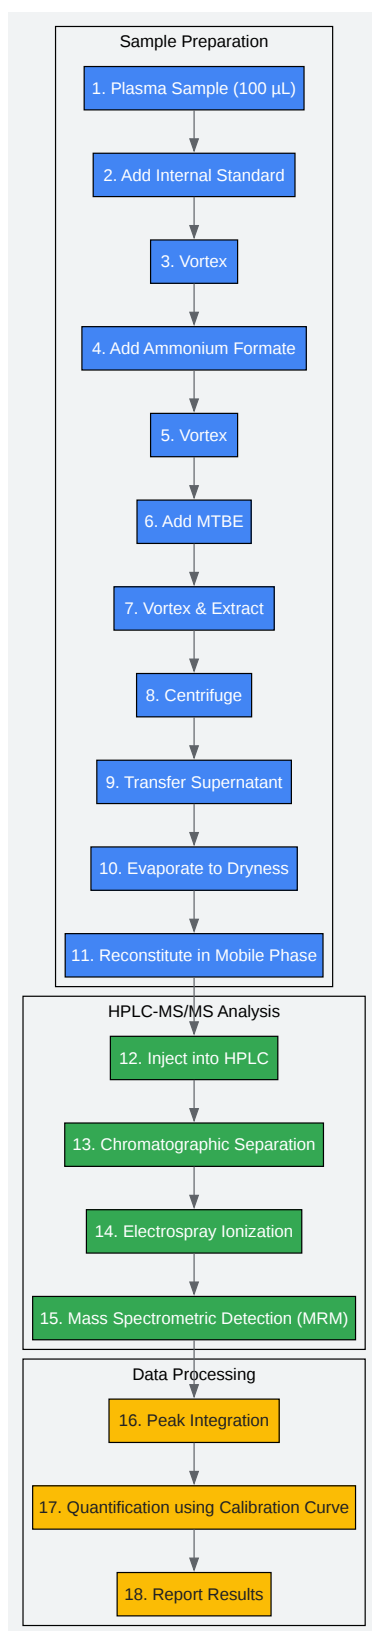 Sample Preparation
1. Plasma Sample (100 µL)
2. Add Internal Standard
3. Vortex
4. Add Ammonium Formate
5. Vortex
6. Add MTBE
7. Vortex & Extract
8. Centrifuge
9. Transfer Supernatant
10. Evaporate to Dryness
11. Reconstitute in Mobile Phase
HPLC-MS/MS Analysis
12. Inject into HPLC
13. Chromatographic Separation
14. Electrospray Ionization
15. Mass Spectrometric Detection (MRM)
Data Processing
16. Peak Integration
17. Quantification using Calibration Curve
18. Report Results